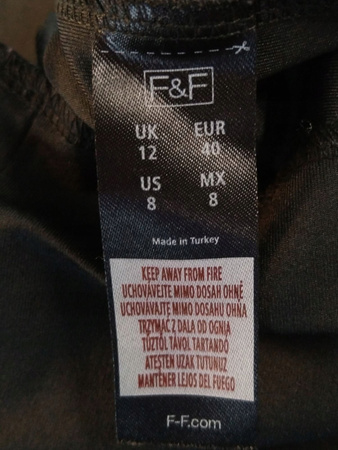 F&F
UK EUR
12 40
US MX
8 8
Made in Turkey
KEEP AWAY FROM FIRE
UCHOVÁVEJTE MIMO DOSAH OHNĚ
UCHOVÁVAJTE MIMO DOSAHU OHŇA
TRZYMAĆ Z DALA OD OGNIA
TŰZTŐL TÁVOL TARTANDÓ
ATEŞTEN UZAK TUTUNUZ
MANTENER LEJOS DEL FUEGO
F-F.com